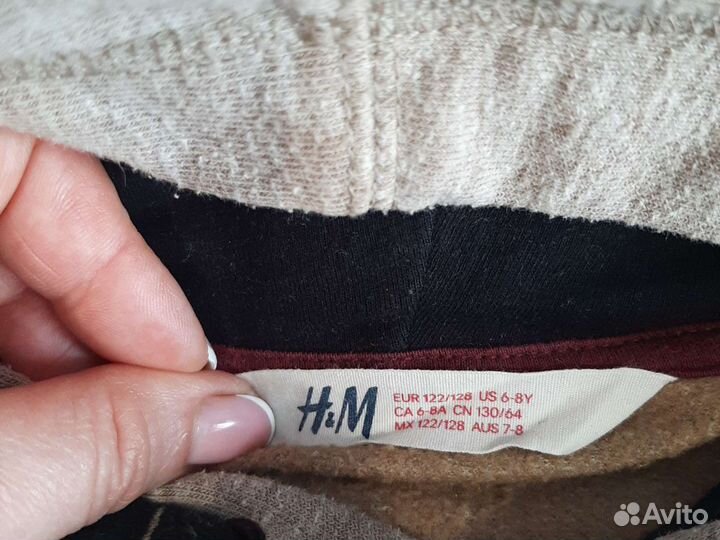 H&M
EUR 122/128 US 6-8Y
CA 6-8A CN 130/64
MX 122/128 AUS 7-8
Avito